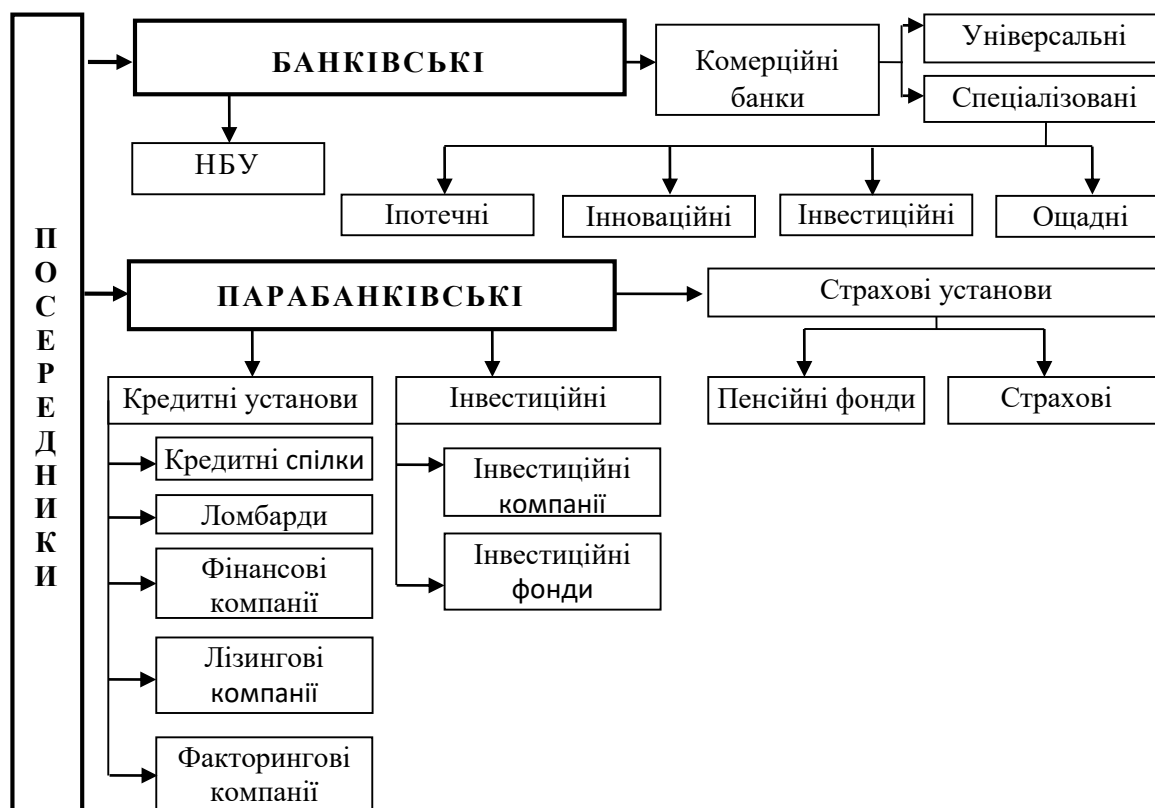 ПОСЕРЕДНИКИ
БАНКІВСЬКІ
Комерційні
банки
Універсальні
Спеціалізовані
НБУ
Іпотечні
Інноваційні
Інвестиційні
Ощадні
ПАРАБАНКІВСЬКІ
Страхові установи
Кредитні установи
Інвестиційні
Пенсійні фонди
Страхові
Кредитні спілки
Ломбарди
Фінансові
компанії
Лізингові
компанії
Факторингові
компанії
Інвестиційні
компанії
Інвестиційні
фонди